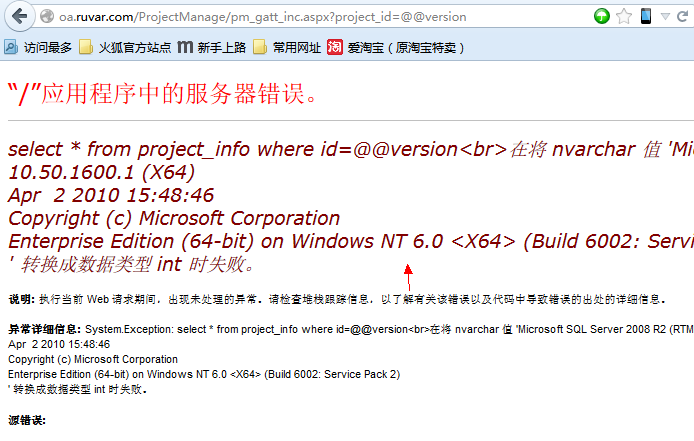 oa.ruvar.com/ProjectManage/pm_gatt_inc.aspx?project_id=@@version
访问最多 火狐官方站点 新手上路 常用网址 淘 爱淘宝（原淘宝特卖）
“/”应用程序中的服务器错误。
select * from project_info where id=@@version<br>在将 nvarchar 值 'Mi
10.50.1600.1 (X64)
Apr 2 2010 15:48:46
Copyright (c) Microsoft Corporation
Enterprise Edition (64-bit) on Windows NT 6.0 <X64> (Build 6002: Servi
' 转换成数据类型 int 时失败。
说明: 执行当前 Web 请求期间，出现未处理的异常。请检查堆栈跟踪信息，以了解有关该错误以及代码中导致错误的出处的详细信息。
异常详细信息: System.Exception: select * from project_info where id=@@version<br>在将 nvarchar 值 'Microsoft SQL Server 2008 R2 (RTM
Apr 2 2010 15:48:46
Copyright (c) Microsoft Corporation
Enterprise Edition (64-bit) on Windows NT 6.0 <X64> (Build 6002: Service Pack 2)
' 转换成数据类型 int 时失败。
源错误: